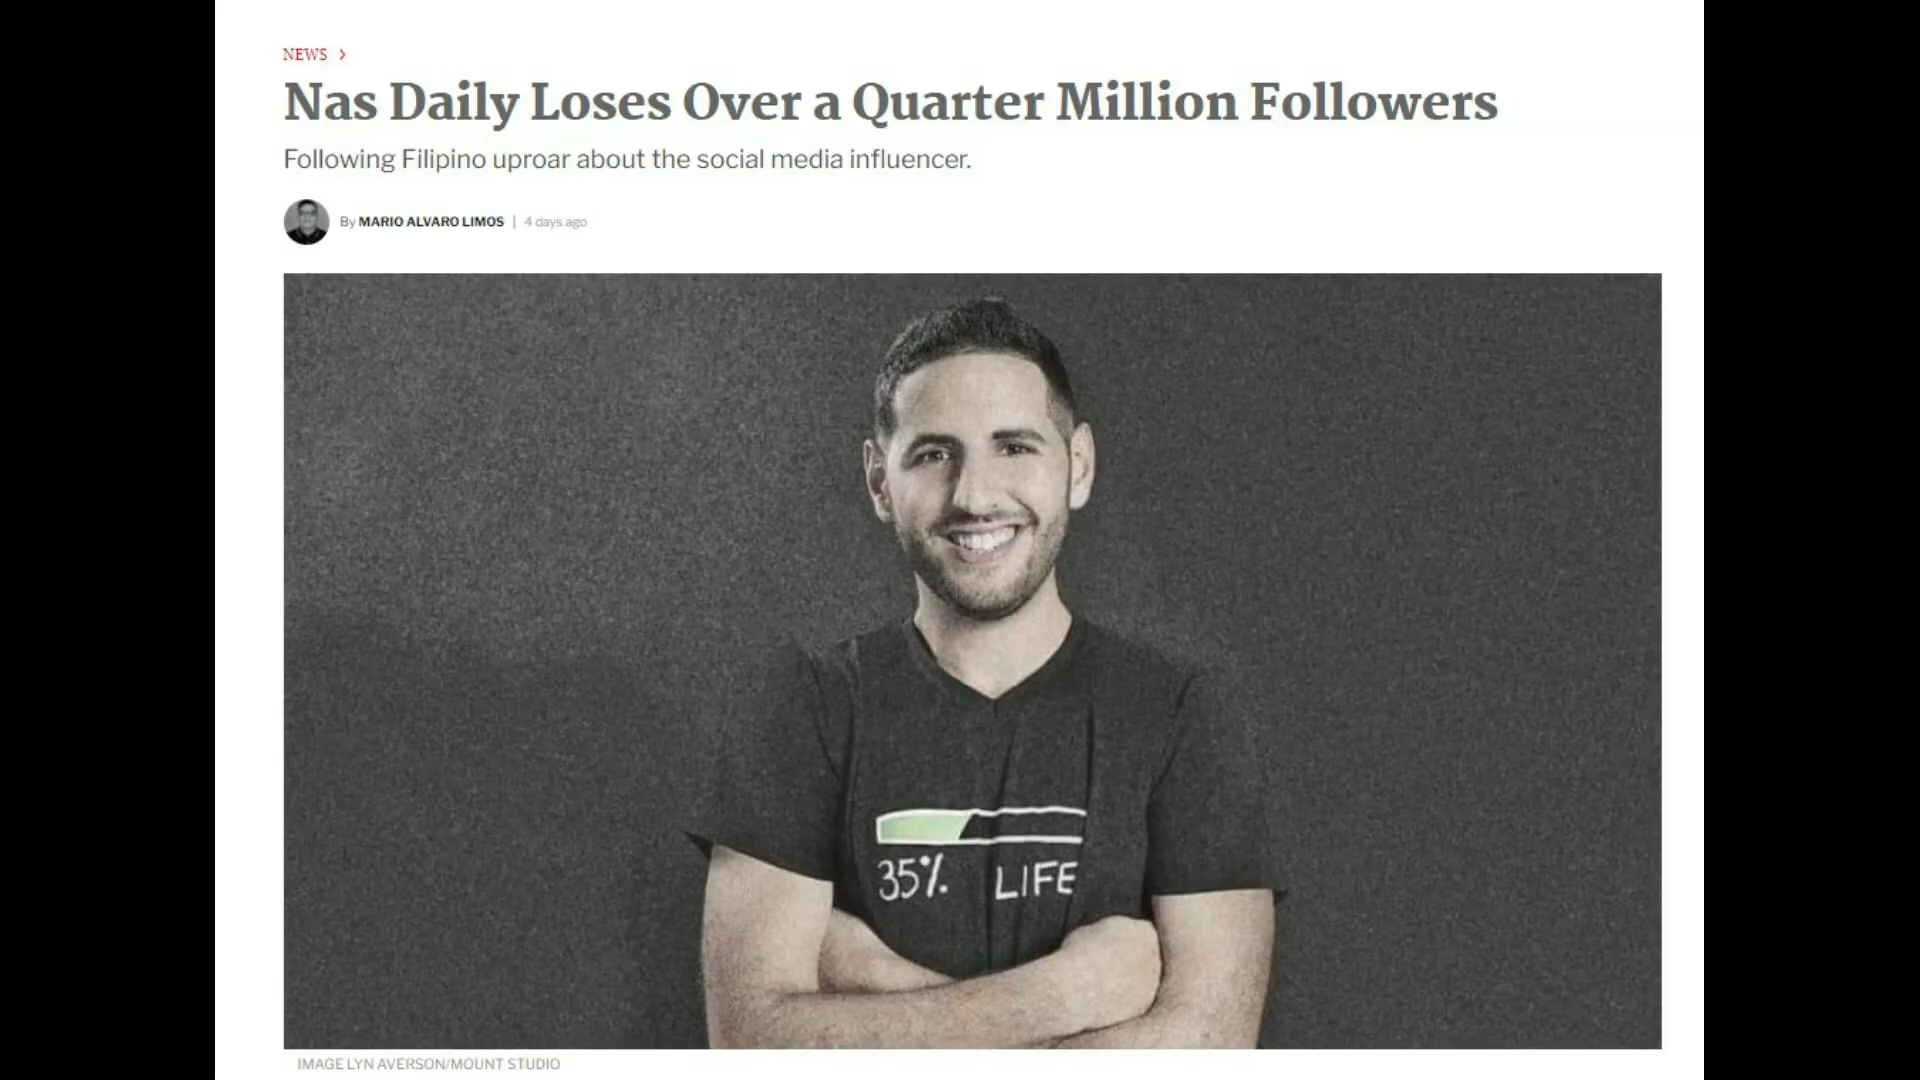 NEWS >
Nas Daily Loses Over a Quarter Million Followers
Following Filipino uproar about the social media influencer.
By MARIO ALVARO LIMOS | 4 days ago
35% LIFE
IMAGE LYN AVERSON/MOUNT STUDIO